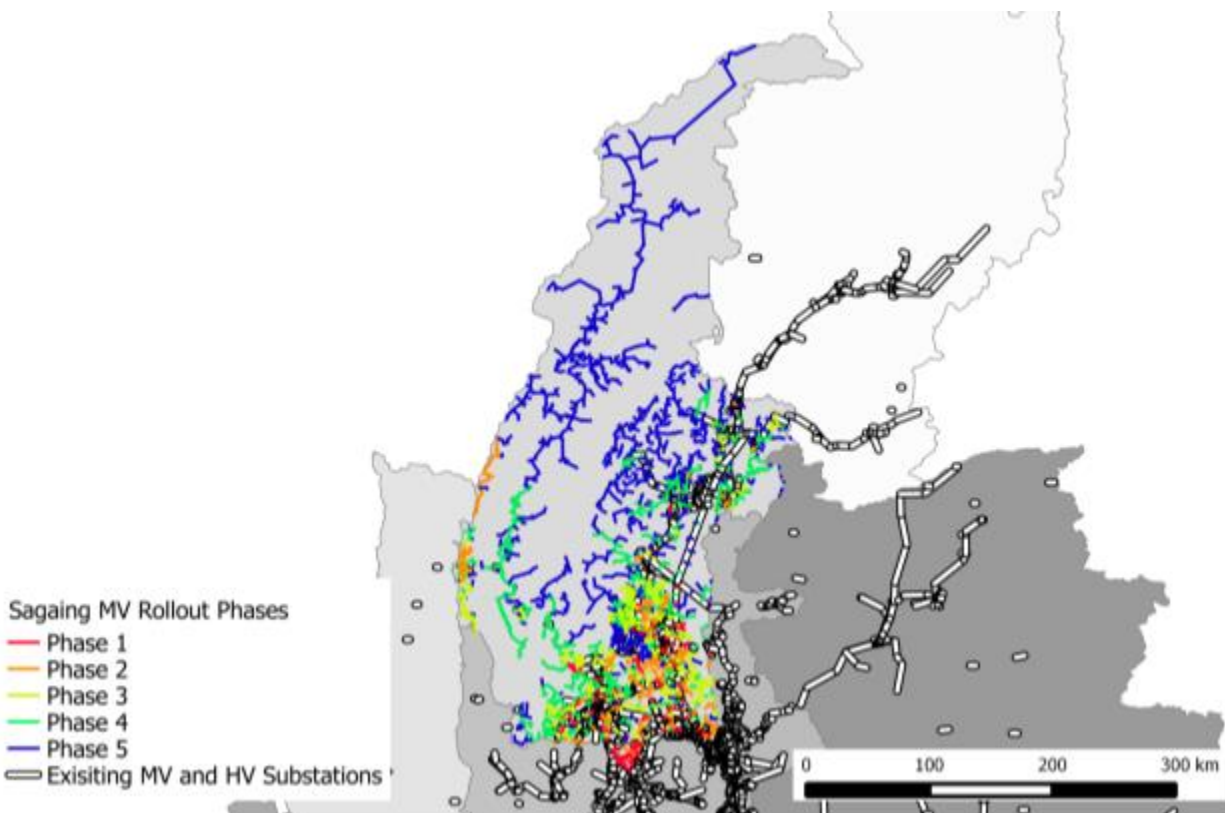 Sagaing MV Rollout Phases
Phase 1
Phase 2
Phase 3
Phase 4
Phase 5
Exisiting MV and HV Substations
0 100 200 300 km